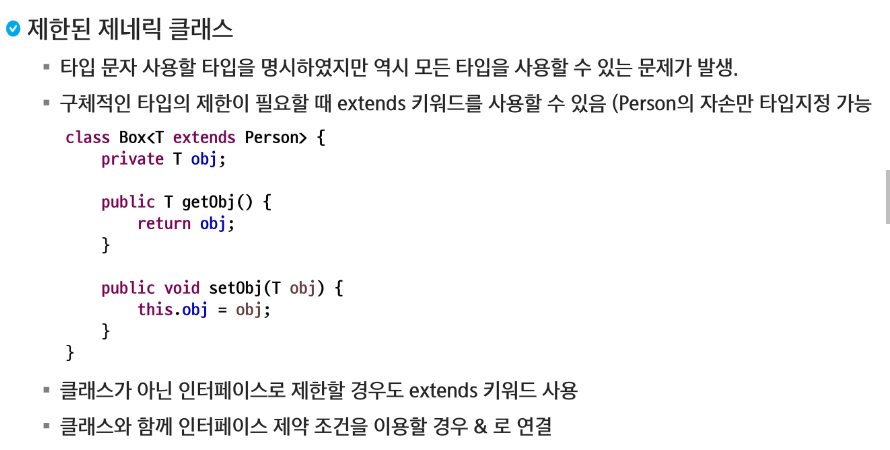 제한된 제네릭 클래스
타입 문자 사용할 타입을 명시하였지만 역시 모든 타입을 사용할 수 있는 문제가 발생.
구체적인 타입의 제한이 필요할 때 extends 키워드를 사용할 수 있음 (Person의 자손만 타입지정 가능
class Box<T extends Person> {
private T obj;
public T getObj() {
return obj;
}
public void setObj(T obj) {
this.obj = obj;
}
}
클래스가 아닌 인터페이스로 제한할 경우도 extends 키워드 사용
클래스와 함께 인터페이스 제약 조건을 이용할 경우 & 로 연결